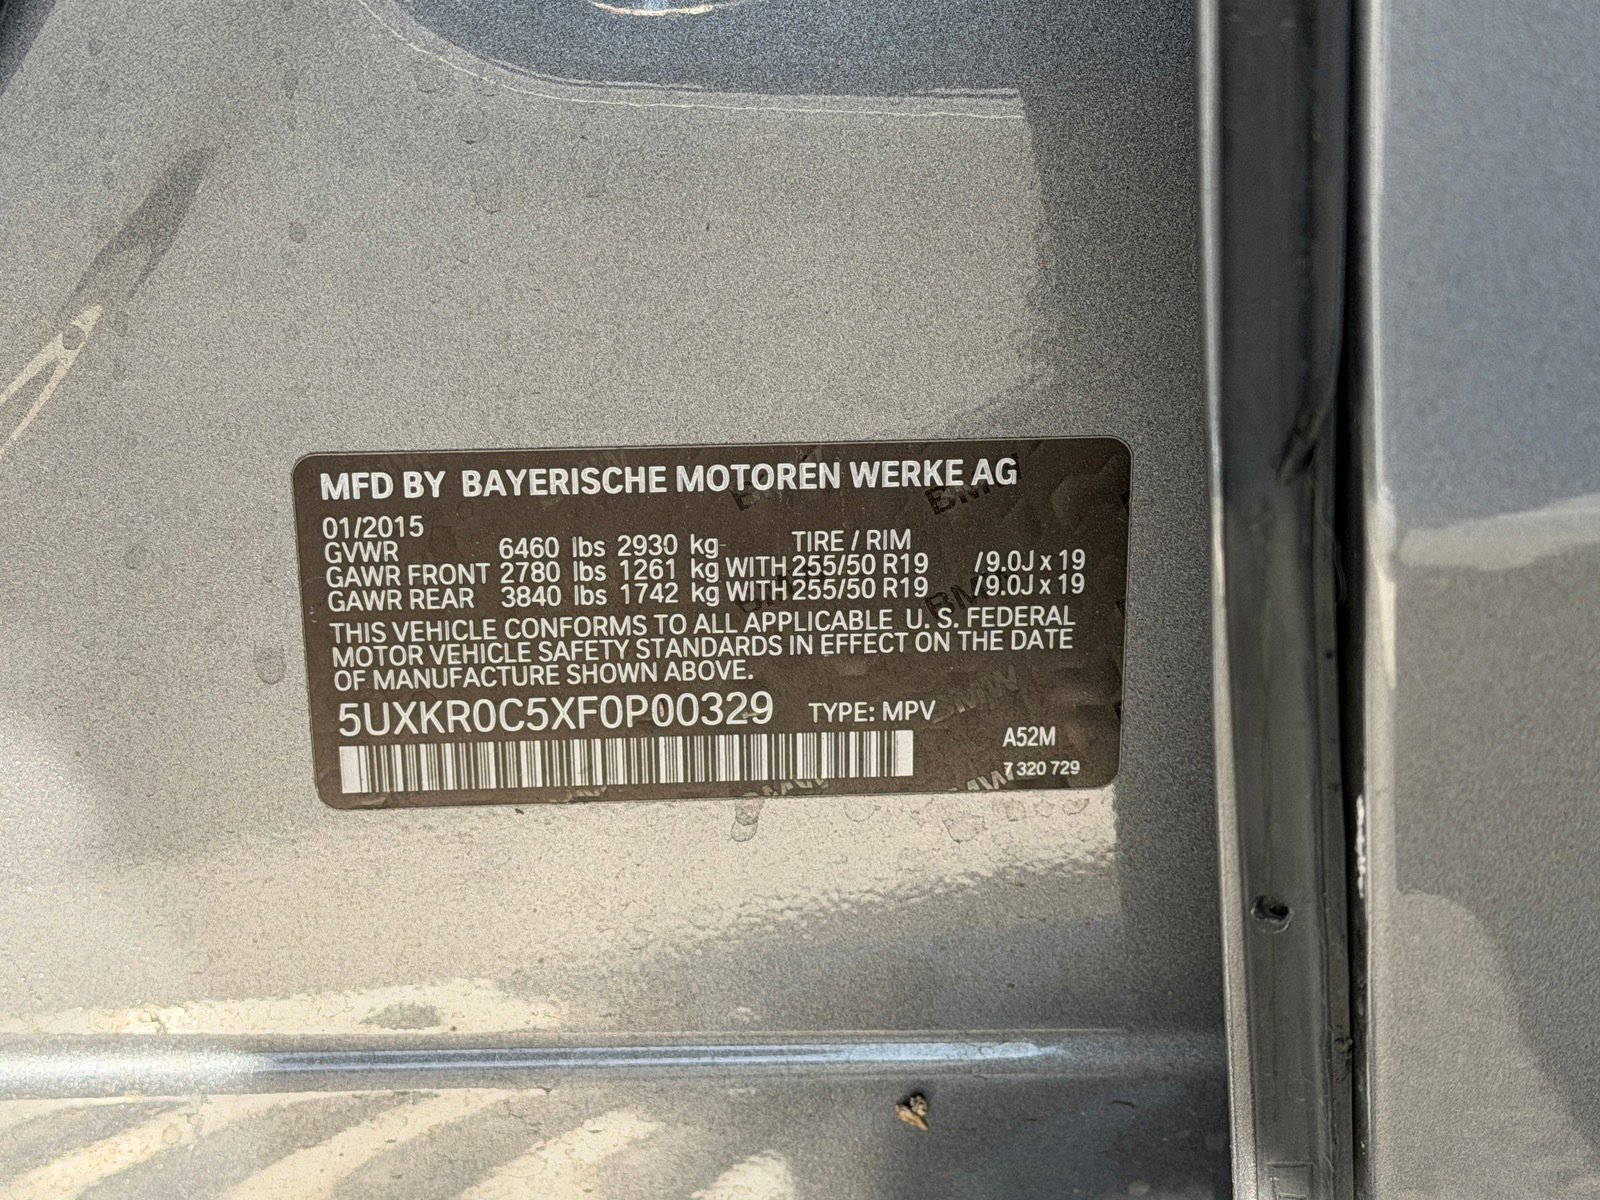 MFD BY BAYERISCHE MOTOREN WERKE AG
01/2015
GVWR 6460 lbs 2930 kg TIRE / RIM
GAWR FRONT 2780 lbs 1261 kg WITH 255/50 R19 /9.0J x 19
GAWR REAR 3840 lbs 1742 kg WITH 255/50 R19 /9.0J x 19
THIS VEHICLE CONFORMS TO ALL APPLICABLE U. S. FEDERAL
MOTOR VEHICLE SAFETY STANDARDS IN EFFECT ON THE DATE
OF MANUFACTURE SHOWN ABOVE.
5UXKR0C5XF0P00329 TYPE: MPV
A52M
7 320 729